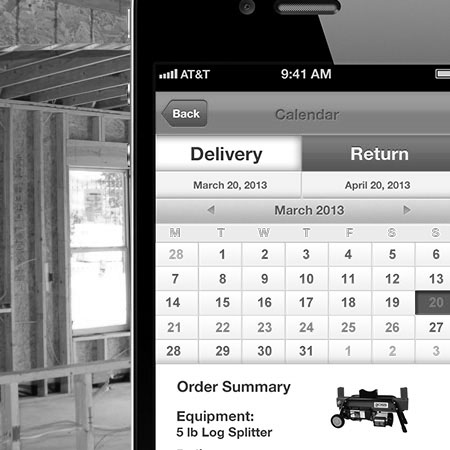 AT&T 9:41 AM
Back Calendar
Delivery Return
March 20, 2013 April 20, 2013
March 2013
M T W T F S S
28 1 2 3 4 5 6
7 8 9 10 11 12 13
14 15 16 17 18 19 20
21 22 23 24 25 26 27
28 29 30 31 1 2 3
Order Summary
Equipment:
5 lb Log Splitter